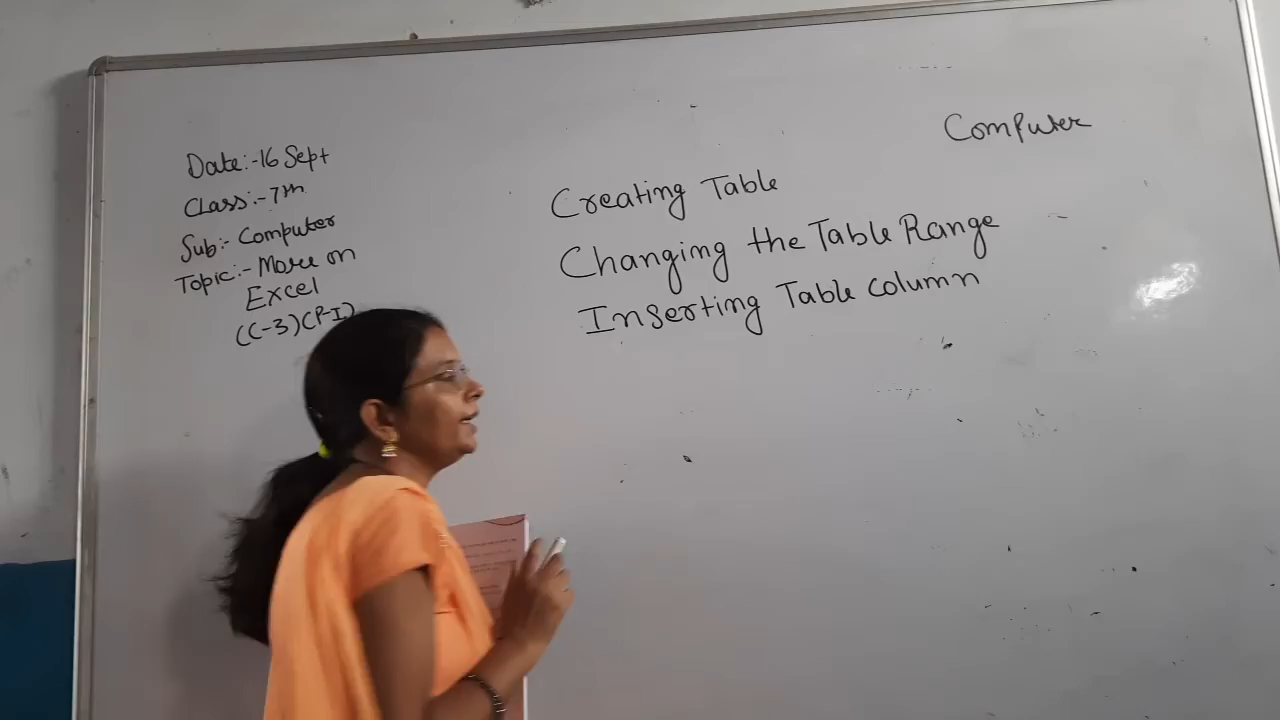 Date:-16 Sept
Class:-7th
Sub:- Computer
Topic:- More on
Excel
(C-3)(P-I)
Computer
Creating Table
Changing the Table Range
Inserting Table column